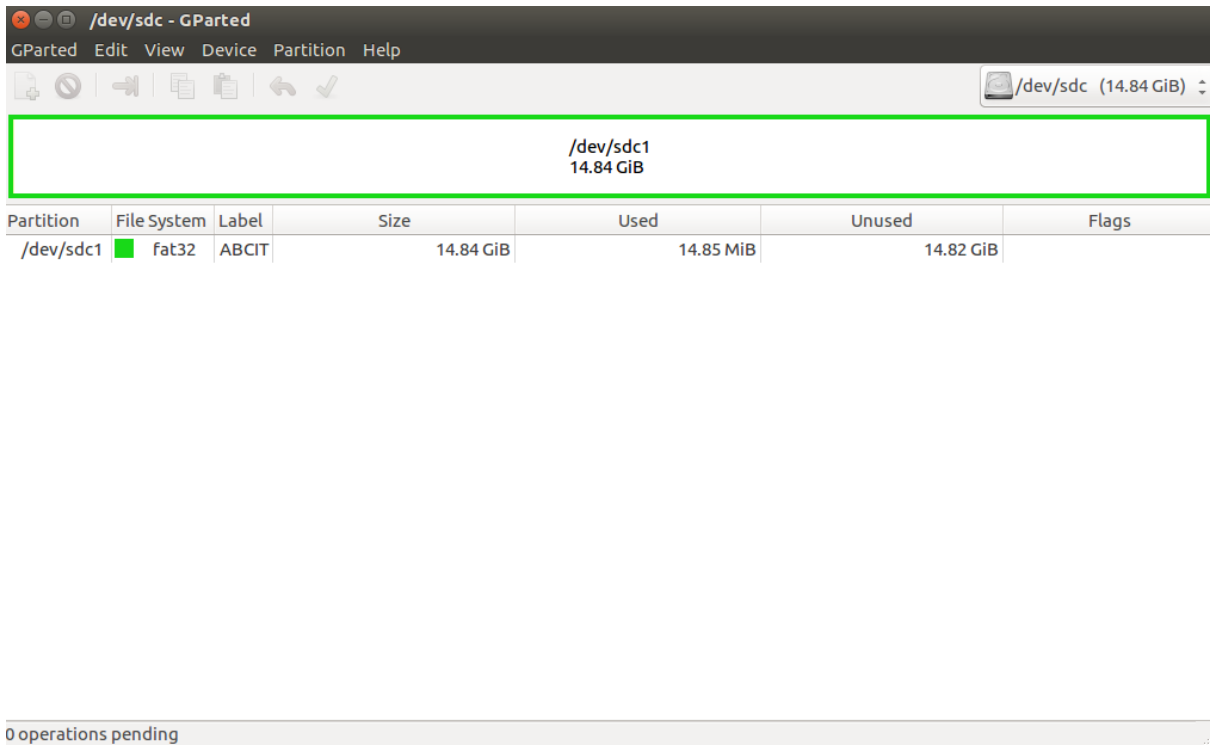 /dev/sdc - GParted
GParted Edit View Device Partition Help
/dev/sdc (14.84 GiB)
/dev/sdc1
14.84 GiB
Partition File System Label Size Used Unused Flags
/dev/sdc1 fat32 ABCIT 14.84 GiB 14.85 MiB 14.82 GiB
0 operations pending